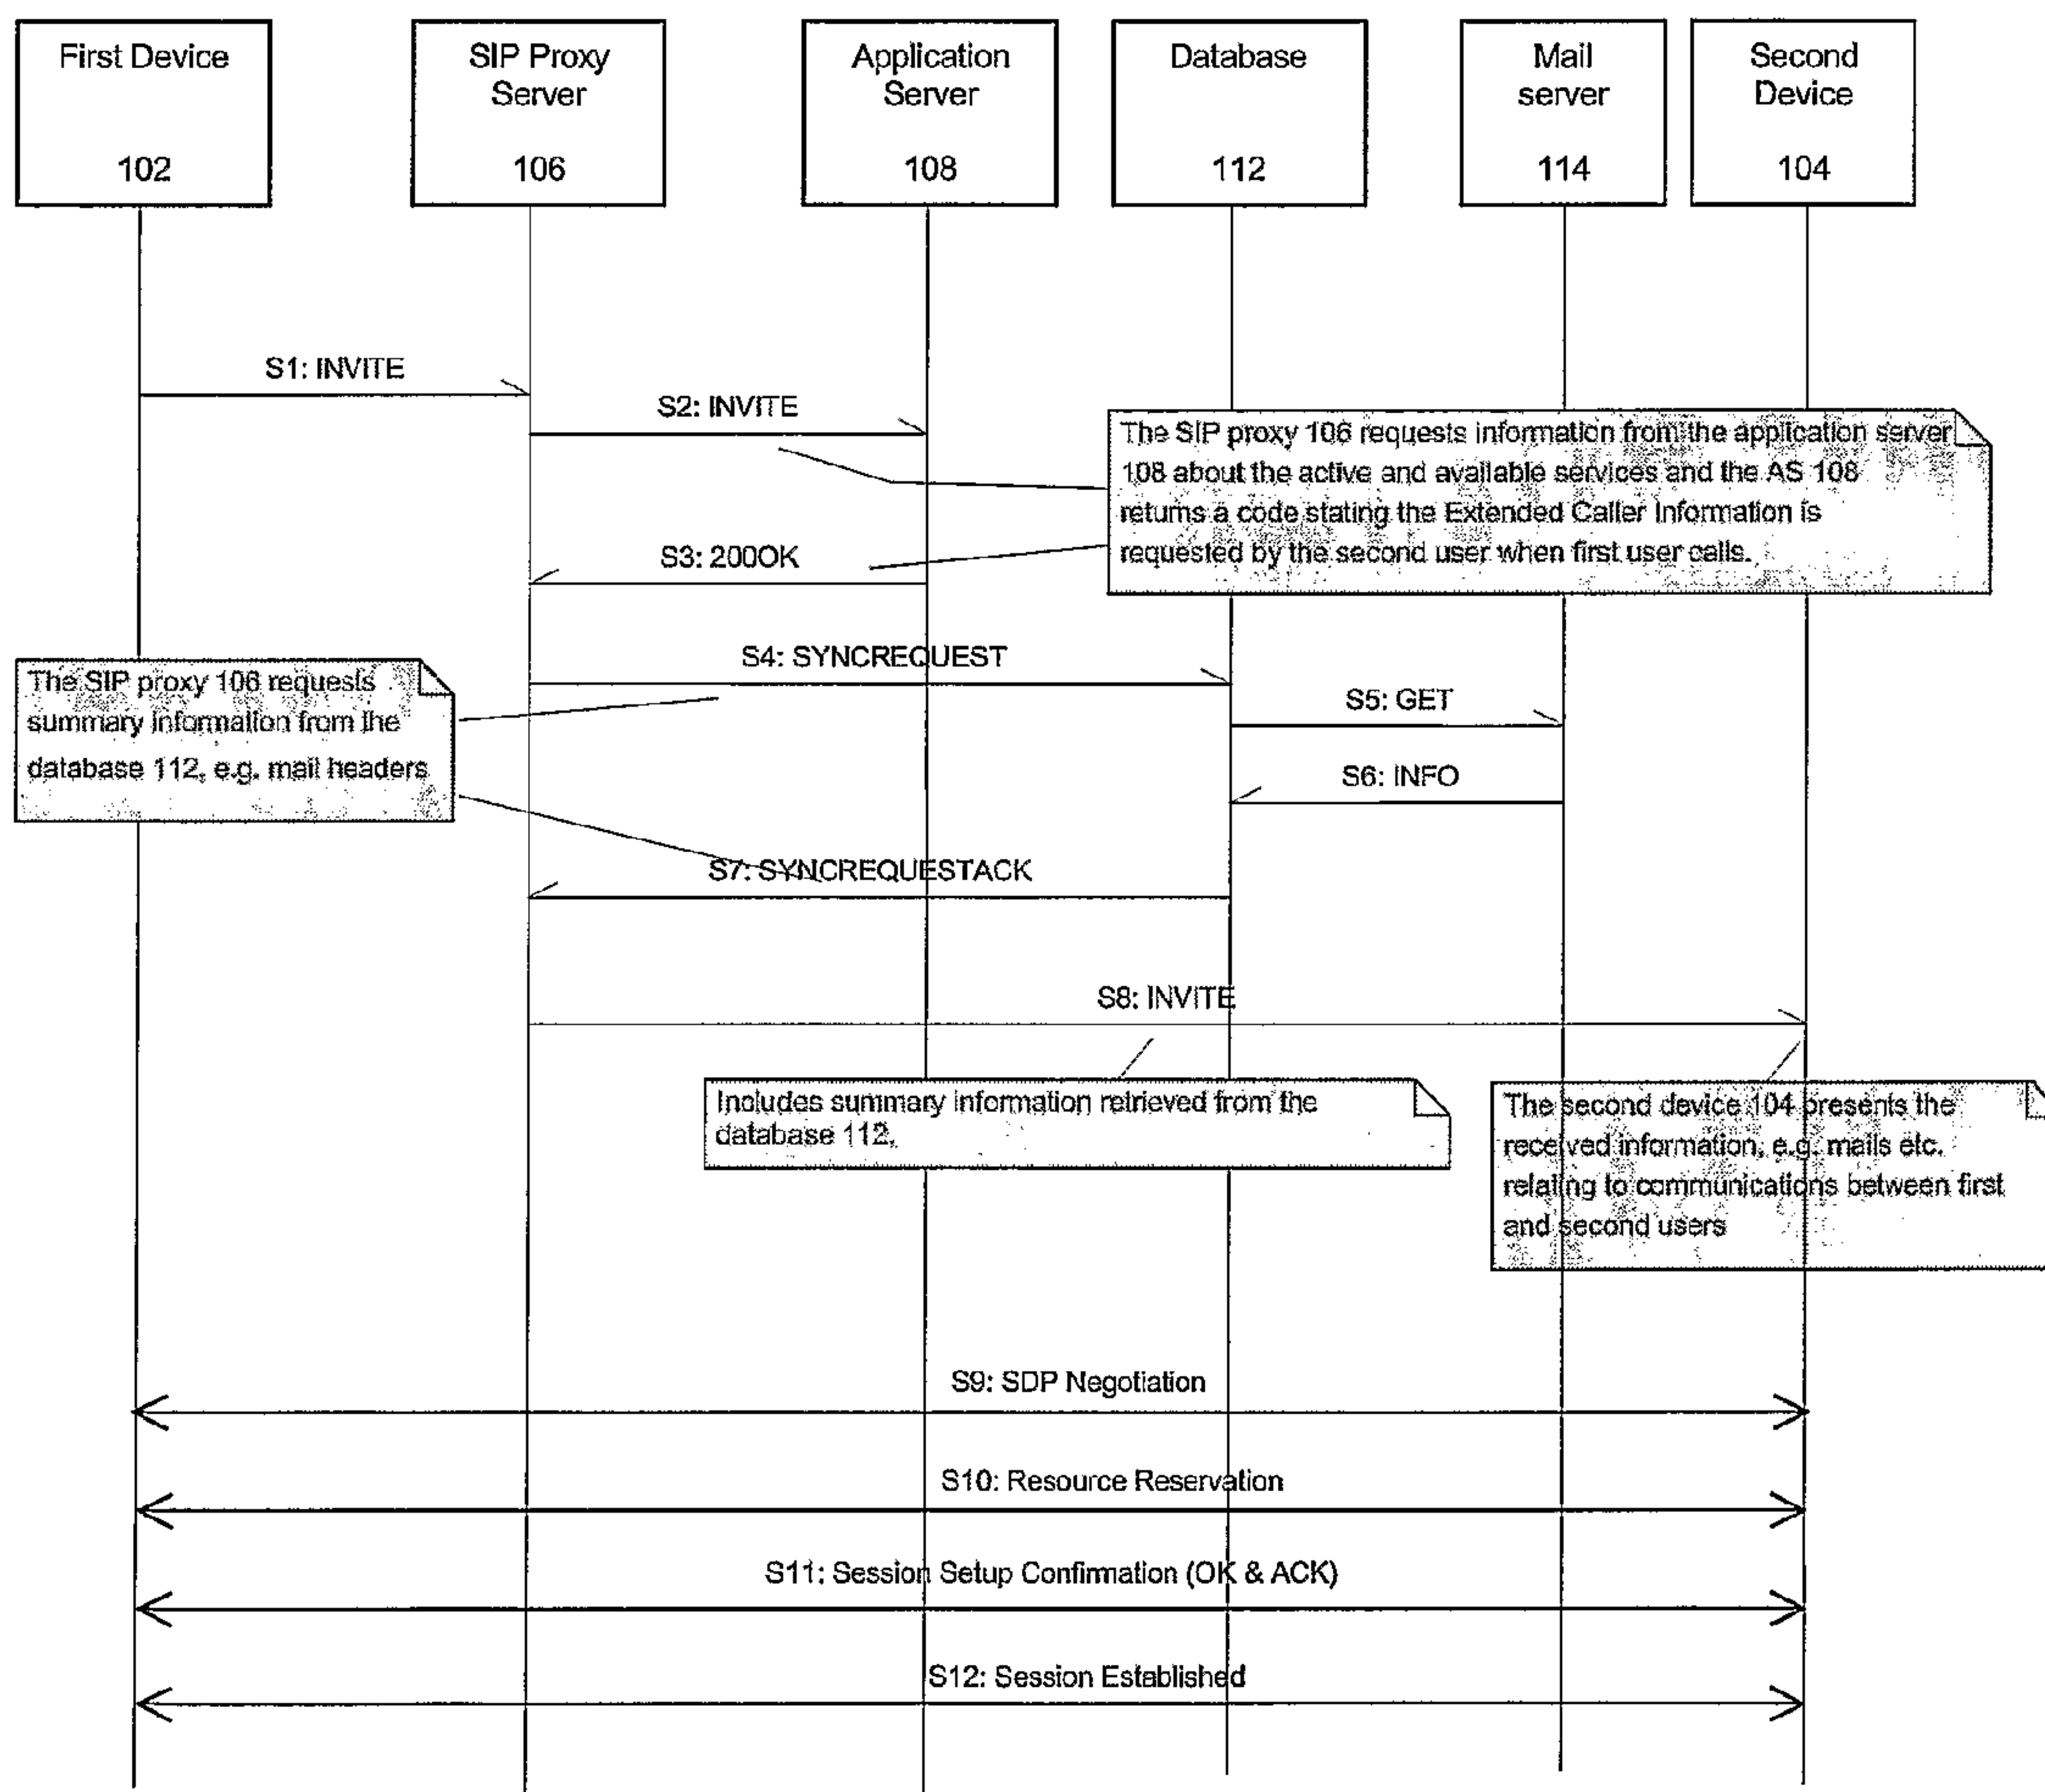 First Device
102
SIP Proxy
Server
106
Application
Server
108
Database
112
Mail
server
114
Second
Device
104
S1: INVITE
S2: INVITE
The SIP proxy 106 requests information from the application server
108 about the active and available services and the AS 108
returns a code stating the Extended Caller Information is
requested by the second user when first user calls.
S3: 200OK
S4: SYNCREQUEST
The SIP proxy 106 requests
summary information from the
database 112, e.g. mail headers
S5: GET
S6: INFO
S7: SYNCREQUESTACK
S8: INVITE
Includes summary information retrieved from the
database 112.
The second device 104 presents the
received information, e.g. mails etc.
relating to communications between first
and second users
S9: SDP Negotiation
S10: Resource Reservation
S11: Session Setup Confirmation (OK & ACK)
S12: Session Established